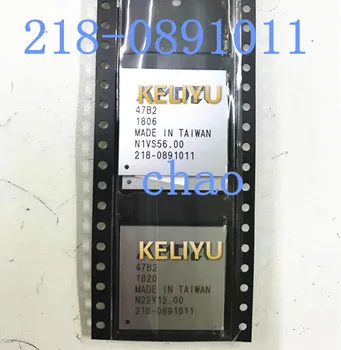 218-0891011
KELIYU
47B2
1806
MADE IN TAIWAN
N1VS56.00
218-0891011
chao
KELIYU
47B2
1820
MADE IN TAIWAN
N22Y12.00
218-0891011